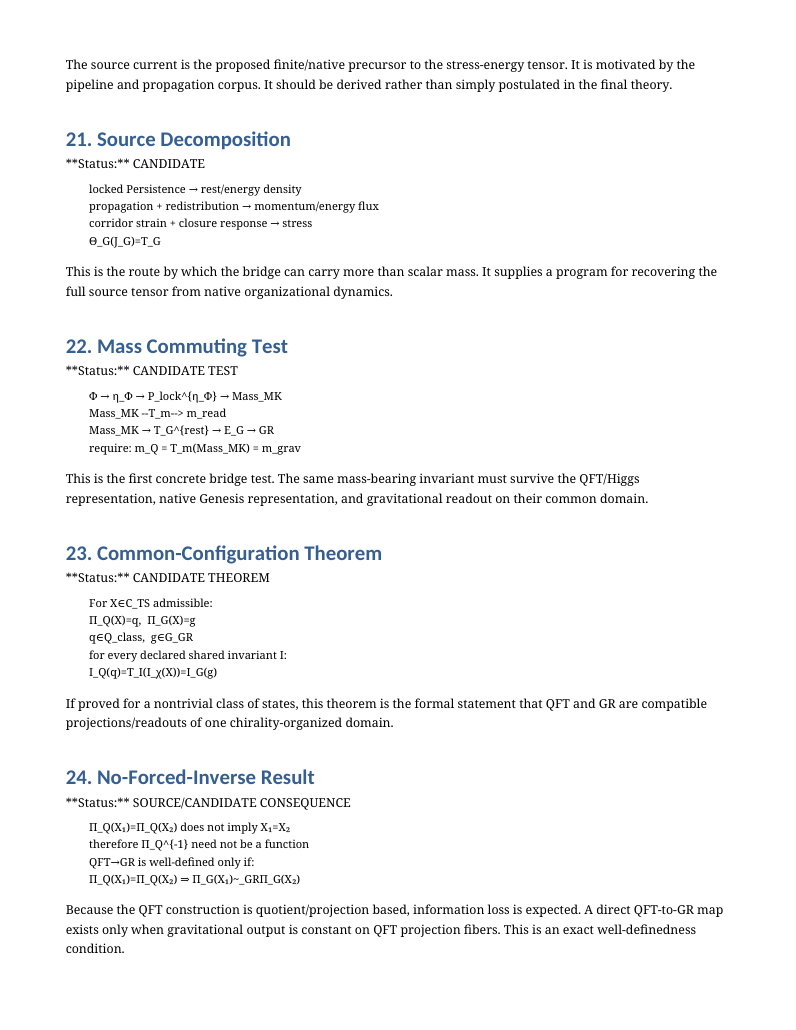 The source current is the proposed finite/native precursor to the stress-energy tensor. It is motivated by the
pipeline and propagation corpus. It should be derived rather than simply postulated in the final theory.
21. Source Decomposition
**Status:** CANDIDATE
locked Persistence → rest/energy density
propagation + redistribution → momentum/energy flux
corridor strain + closure response → stress
Θ_G(J_G)=T_G
This is the route by which the bridge can carry more than scalar mass. It supplies a program for recovering the
full source tensor from native organizational dynamics.
22. Mass Commuting Test
**Status:** CANDIDATE TEST
Φ → η_Φ → P_lock^{η_Φ} → Mass_MK
Mass_MK --T_m--> m_read
Mass_MK → T_G^{rest} → E_G → GR
require: m_Q = T_m(Mass_MK) = m_grav
This is the first concrete bridge test. The same mass-bearing invariant must survive the QFT/Higgs
representation, native Genesis representation, and gravitational readout on their common domain.
23. Common-Configuration Theorem
**Status:** CANDIDATE THEOREM
For X∈C_TS admissible:
Π_Q(X)=q, Π_G(X)=g
q∈Q_class, g∈G_GR
for every declared shared invariant I:
I_Q(q)=T_I(I_χ(X))=I_G(g)
If proved for a nontrivial class of states, this theorem is the formal statement that QFT and GR are compatible
projections/readouts of one chirality-organized domain.
24. No-Forced-Inverse Result
**Status:** SOURCE/CANDIDATE CONSEQUENCE
Π_Q(X₁)=Π_Q(X₂) does not imply X₁=X₂
therefore Π_Q^{-1} need not be a function
QFT→GR is well-defined only if:
Π_Q(X₁)=Π_Q(X₂) ⇒ Π_G(X₁)~_GRΠ_G(X₂)
Because the QFT construction is quotient/projection based, information loss is expected. A direct QFT-to-GR map
exists only when gravitational output is constant on QFT projection fibers. This is an exact well-definedness
condition.